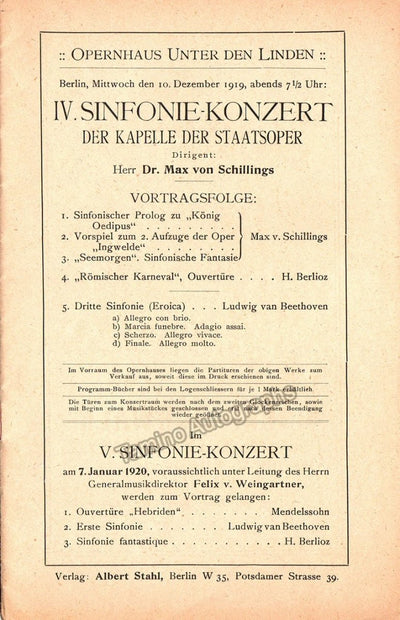 :: OPERNHAUS UNTER DEN LINDEN ::
Berlin, Mittwoch den 10. Dezember 1919, abends 7½ Uhr:
IV. SINFONIE-KONZERT
DER KAPELLE DER STAATSOPER
Dirigent:
Herr Dr. Max von Schillings
VORTRAGSFOLGE:
1. Sinfonischer Prolog zu „König
Oedipus“ . . . . . . . . .
2. Vorspiel zum 2. Aufzuge der Oper
„Ingwelde“ . . . . . . . .
Max v. Schillings
3. „Seemorgen“. Sinfonische Fantasie
4. „Römischer Karneval“, Ouvertüre . . . . H. Berlioz
5. Dritte Sinfonie (Eroica) . . . Ludwig van Beethoven
a) Allegro con brio.
b) Marcia funebre. Adagio assai.
c) Scherzo. Allegro vivace.
d) Finale. Allegro molto.
Im Vorraum des Opernhauses liegen die Partituren der obigen Werke zum
Verkauf aus, soweit diese im Druck erschienen sind.
Programm-Bücher sind bei den Logenschliessern für je 1 Mark erhältlich
Die Türen zum Konzertraum werden nach dem zweiten Glockenzeichen, sowie
mit Beginn eines Musikstückes geschlossen und erst nach dessen Beendigung
wieder geöffnet
Tamino Autographs
Im
V. SINFONIE-KONZERT
am 7. Januar 1920, voraussichtlich unter Leitung des Herrn
Generalmusikdirektor Felix v. Weingartner,
werden zum Vortrag gelangen:
1. Ouvertüre „Hebriden“ . . . . . . . Mendelssohn
2. Erste Sinfonie . . . . . . Ludwig van Beethoven
3. Sinfonie fantastique . . . . . . . . . . . H. Berlioz
Verlag: Albert Stahl, Berlin W 35, Potsdamer Strasse 39.